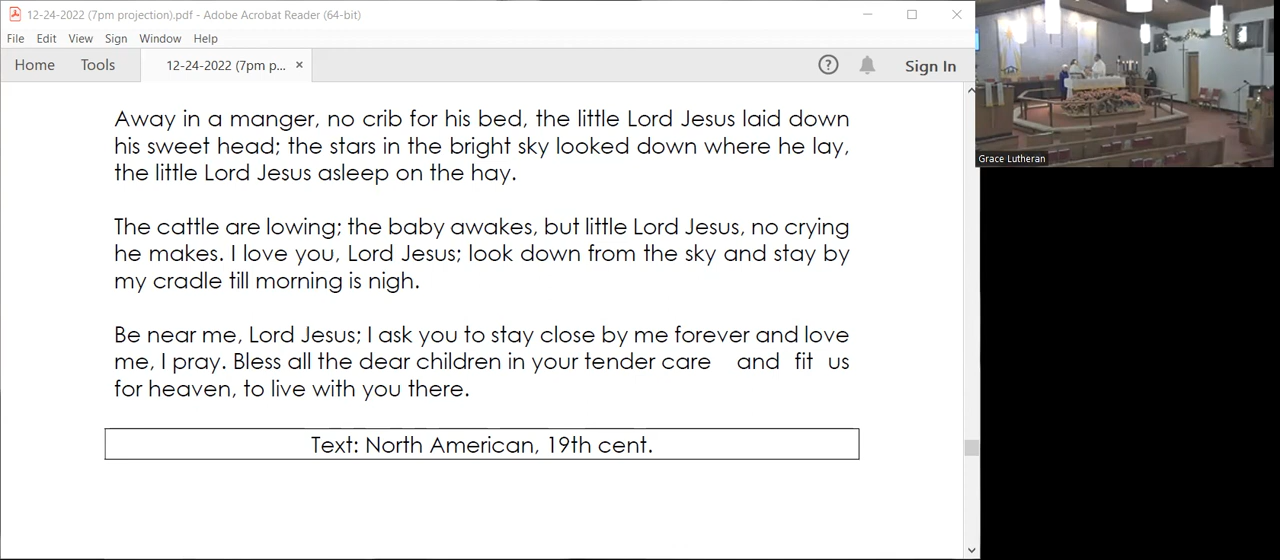 12-24-2022 (7pm projection).pdf - Adobe Acrobat Reader (64-bit)
File Edit View Sign Window Help
Home Tools 12-24-2022 (7pm p... × Sign In
Away in a manger, no crib for his bed, the little Lord Jesus laid down
his sweet head; the stars in the bright sky looked down where he lay,
the little Lord Jesus asleep on the hay.
The cattle are lowing; the baby awakes, but little Lord Jesus, no crying
he makes. I love you, Lord Jesus; look down from the sky and stay by
my cradle till morning is nigh.
Be near me, Lord Jesus; I ask you to stay close by me forever and love
me, I pray. Bless all the dear children in your tender care and fit us
for heaven, to live with you there.
Text: North American, 19th cent.
Grace Lutheran